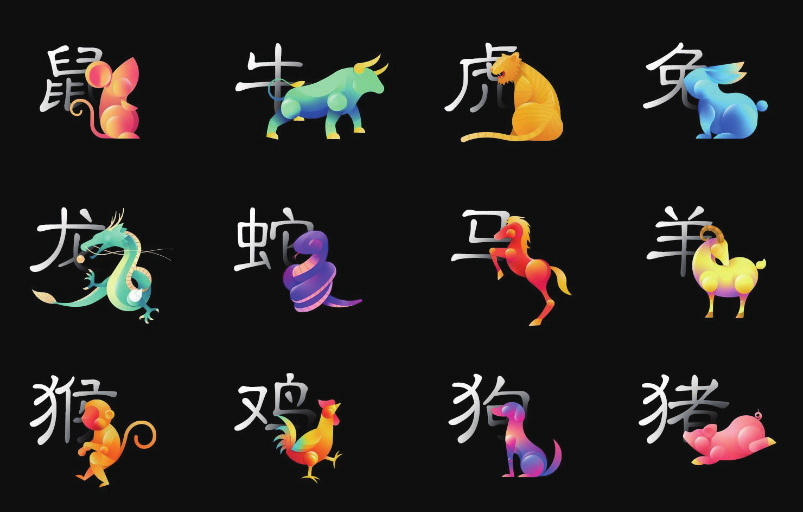 鼠 牛 虎 兔
龙 蛇 马 羊
猴 鸡 狗 猪